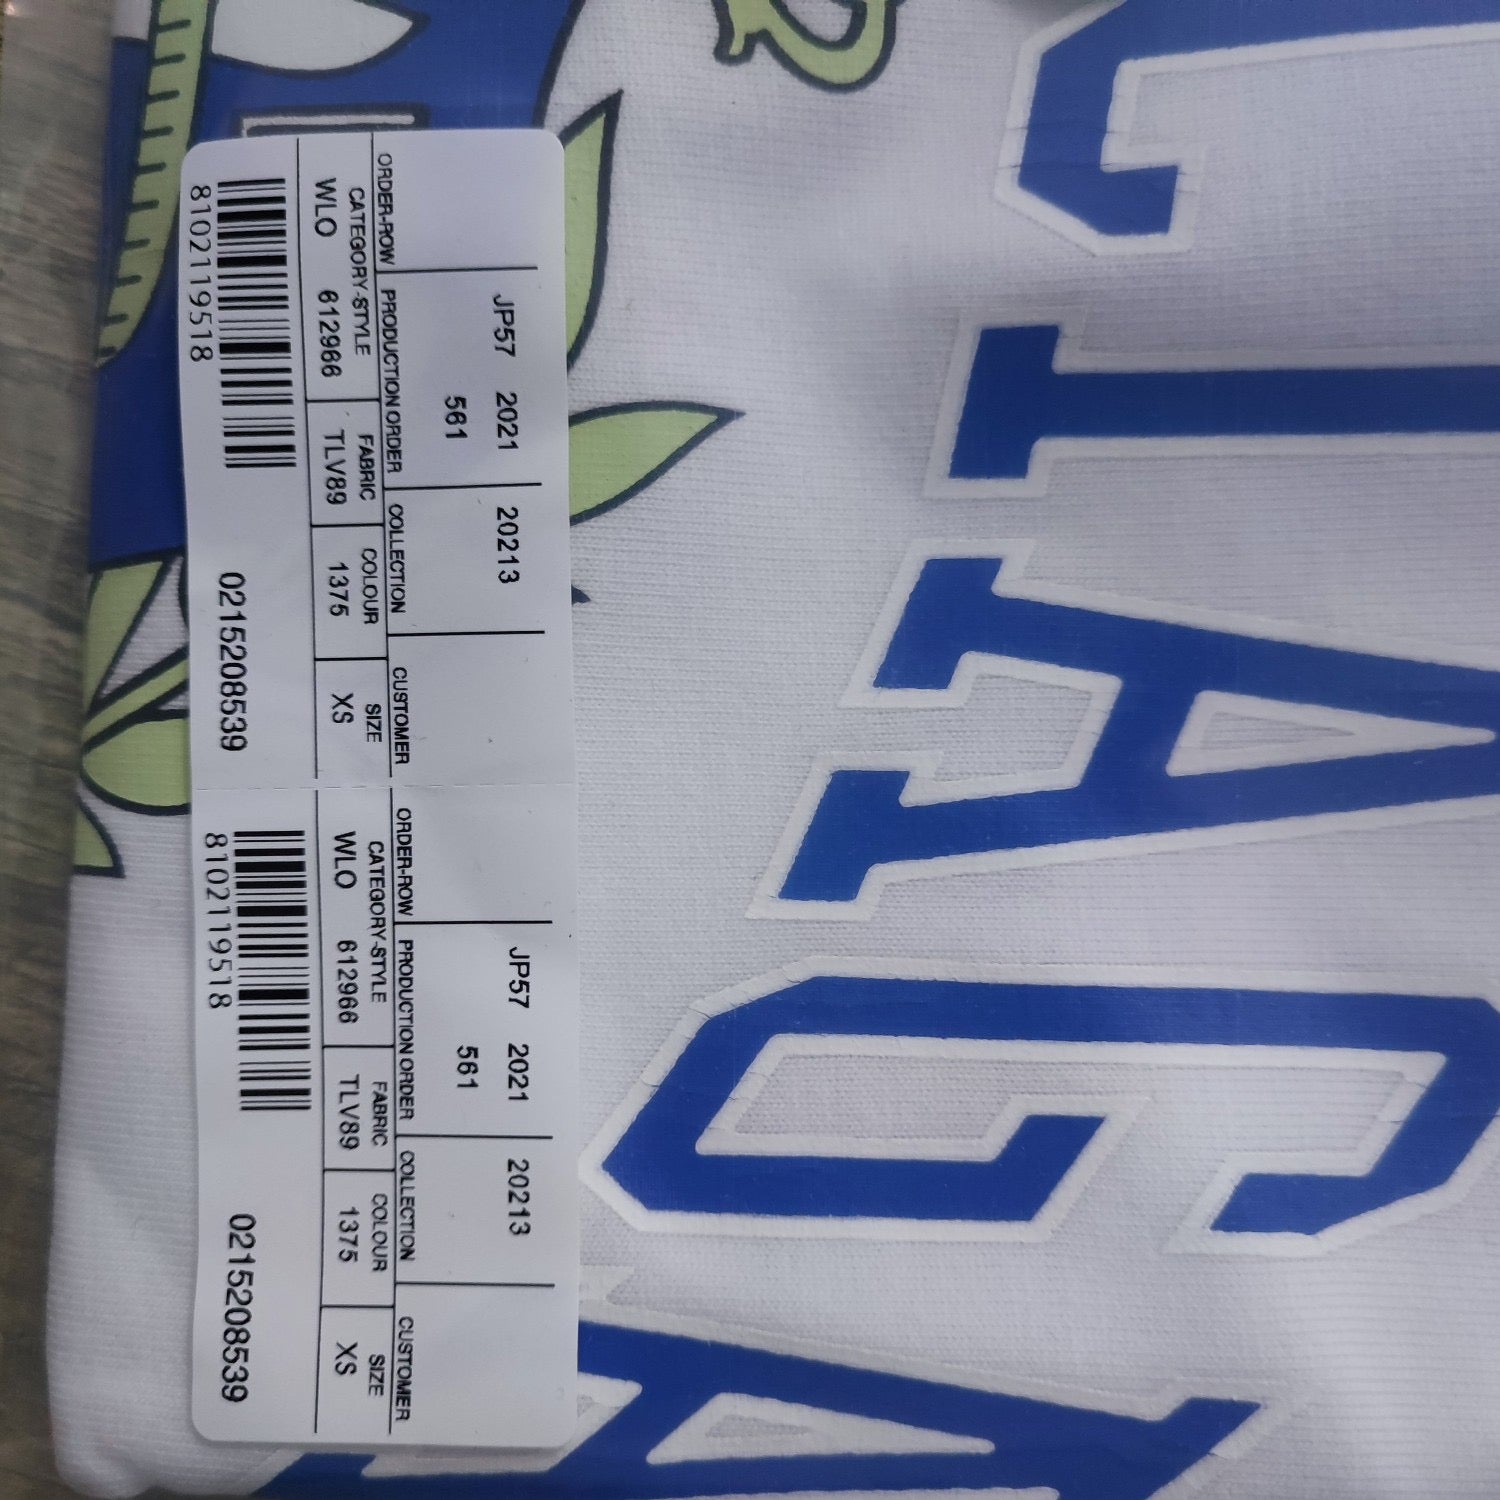 CIAGA
JP57 2021 20213
561
ORDER-ROW PRODUCTION ORDER COLLECTION CUSTOMER
CATEGORY-STYLE FABRIC COLOUR SIZE
WLO 612966 TLV89 1375 XS
0215208539
8102119518
JP57 2021 20213
561
ORDER-ROW PRODUCTION ORDER COLLECTION CUSTOMER
CATEGORY-STYLE FABRIC COLOUR SIZE
WLO 612966 TLV89 1375 XS
0215208539
8102119518